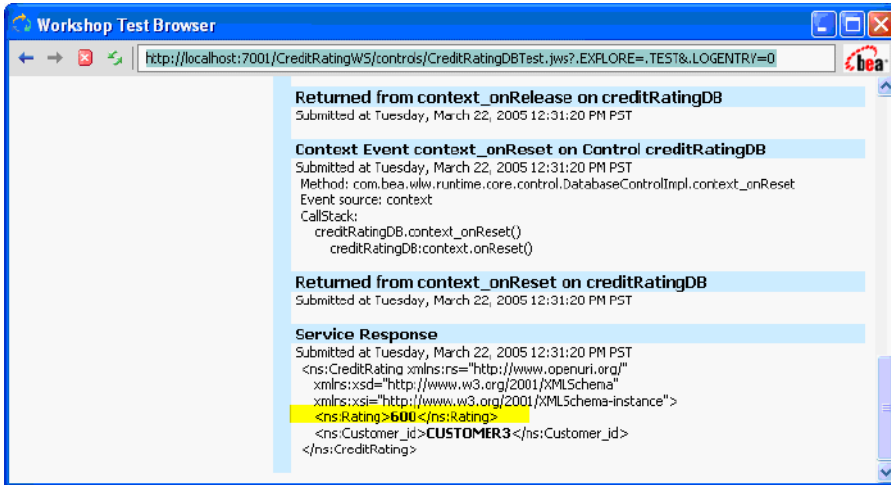 Workshop Test Browser
http://localhost:7001/CreditRatingWS/controls/CreditRatingDBTest.jws?.EXPLORE=.TEST&.LOGENTRY=0
bea
Returned from context_onRelease on creditRatingDB
Submitted at Tuesday, March 22, 2005 12:31:20 PM PST
Context Event context_onReset on Control creditRatingDB
Submitted at Tuesday, March 22, 2005 12:31:20 PM PST
Method: com.bea.wlw.runtime.core.control.DatabaseControlImpl.context_onReset
Event source: context
CallStack:
creditRatingDB.context_onReset()
creditRatingDB:context.onReset()
Returned from context_onReset on creditRatingDB
Submitted at Tuesday, March 22, 2005 12:31:20 PM PST
Service Response
Submitted at Tuesday, March 22, 2005 12:31:20 PM PST
<ns:CreditRating xmlns:ns="http://www.openuri.org/"
xmlns:xsd="http://www.w3.org/2001/XMLSchema"
xmlns:xsi="http://www.w3.org/2001/XMLSchema-instance">
<ns:Rating>600</ns:Rating>
<ns:Customer_id>CUSTOMER3</ns:Customer_id>
</ns:CreditRating>